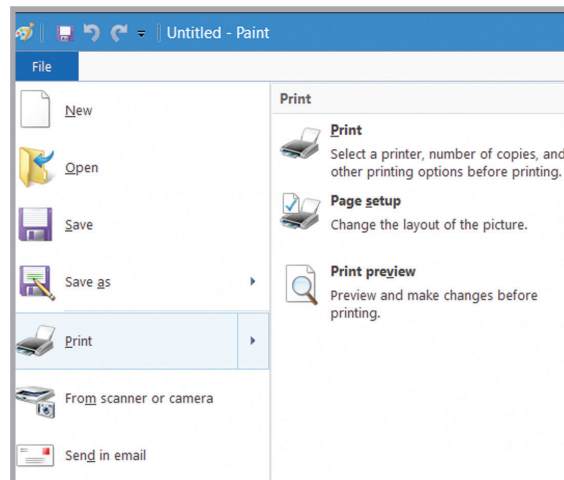 Untitled - Paint
File
New
Open
Save
Save as
Print
From scanner or camera
Send in email
Print
Print
Select a printer, number of copies, and
other printing options before printing.
Page setup
Change the layout of the picture.
Print preview
Preview and make changes before
printing.